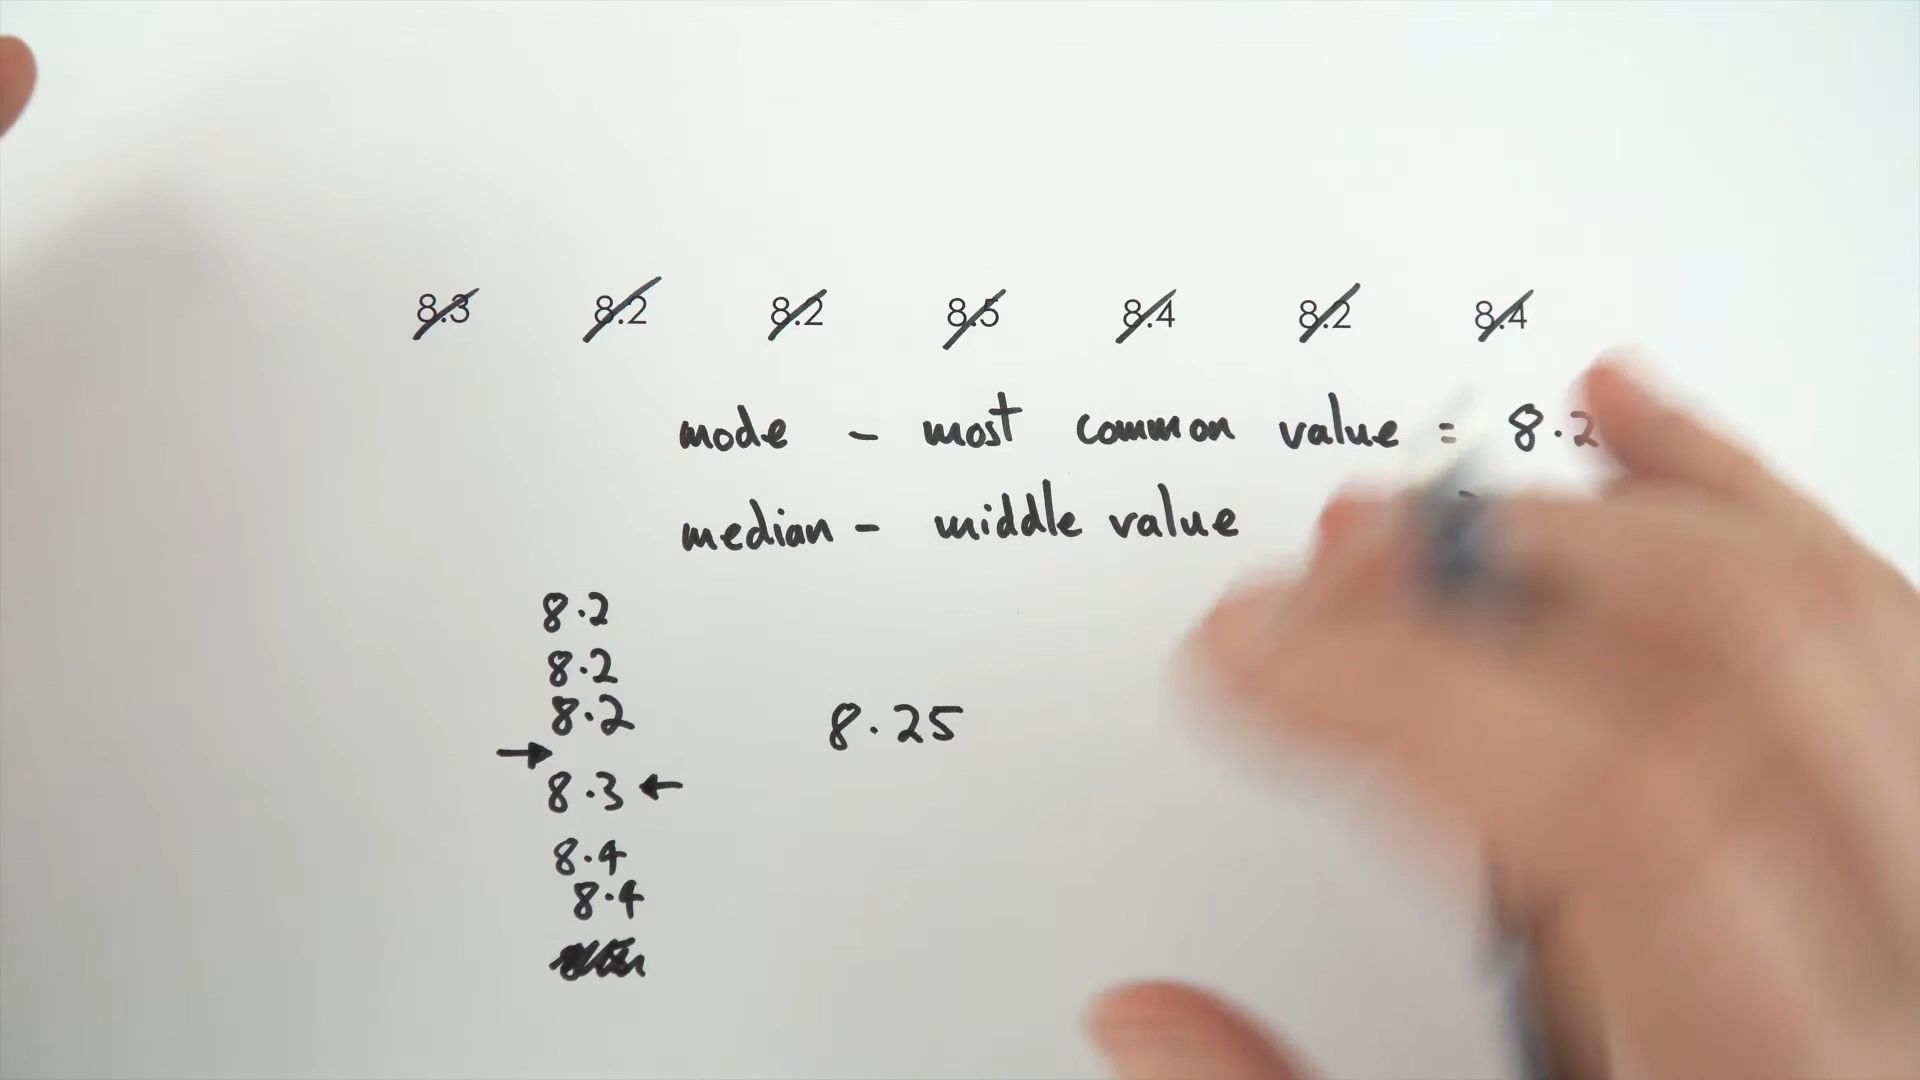 8.3 8.2 8.2 8.5 8.4 8.2 8.4
mode - most common value = 8.2
median - middle value
8.2
8.2
8.2
8.25
→
8.3 ←
8.4
8.4